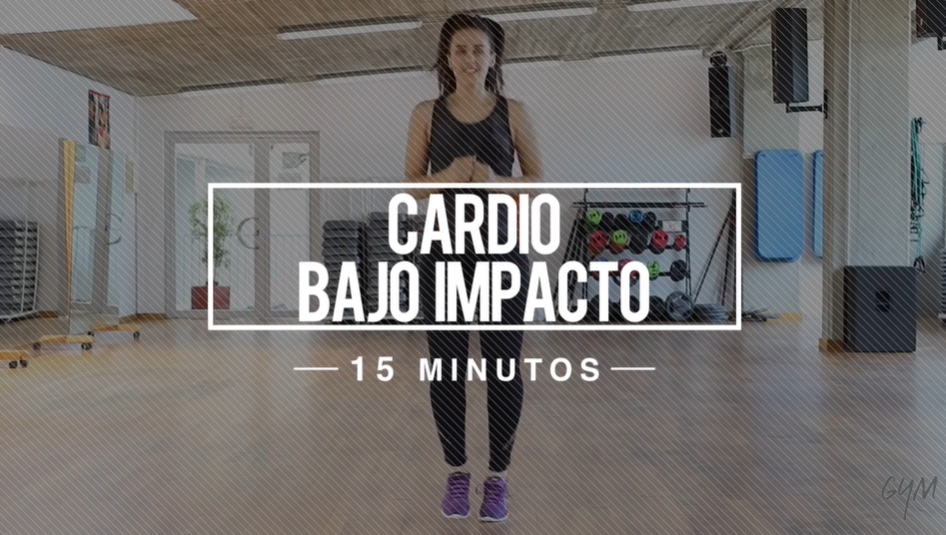 CARDIO
BAJO IMPACTO
15 MINUTOS
GYM